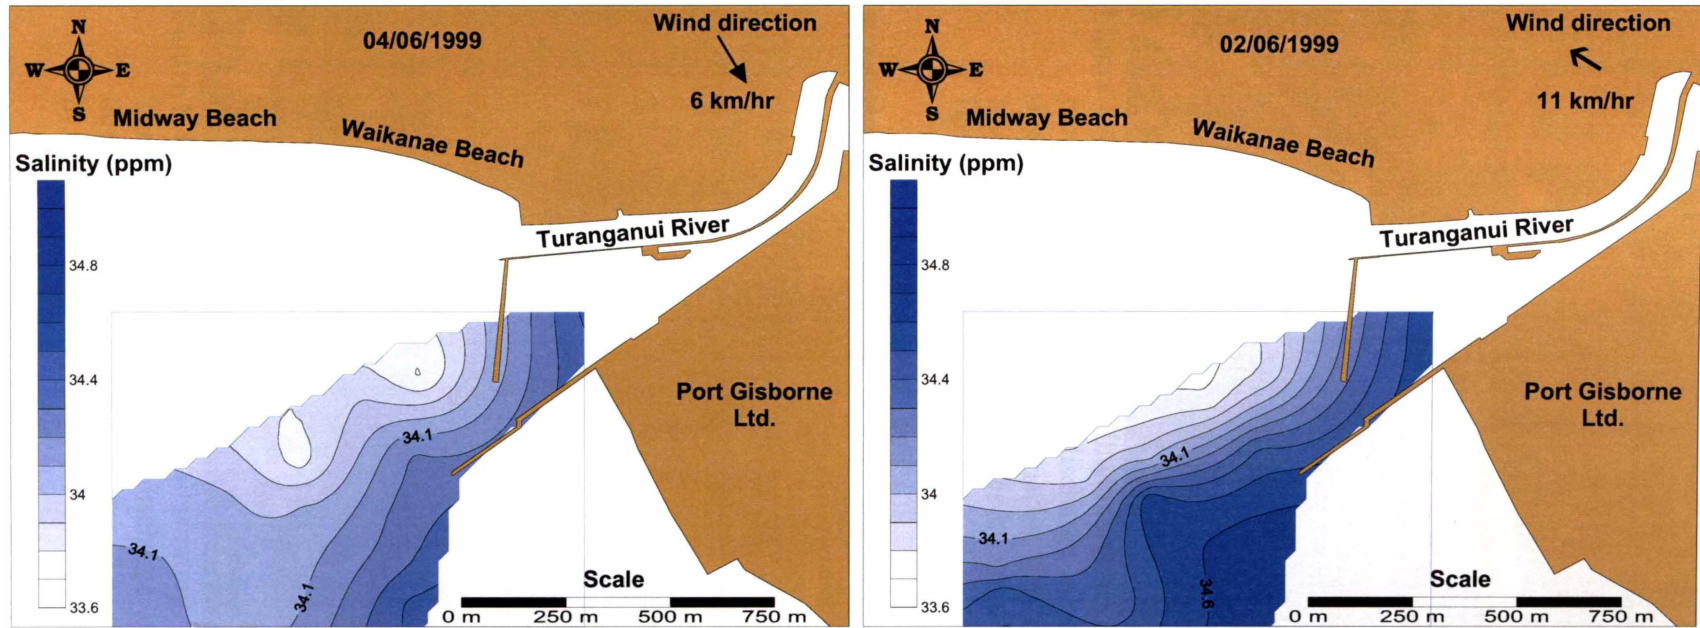 N
W E
S
04/06/1999
Wind direction
6 km/hr
Midway Beach
Waikanae Beach
Salinity (ppm)
Turanganui River
34.8
34.4
34
33.6
34.1
34.1
34.1
Port Gisborne
Ltd.
Scale
0 m 250 m 500 m 750 m
N
W E
S
02/06/1999
Wind direction
11 km/hr
Midway Beach
Waikanae Beach
Salinity (ppm)
Turanganui River
34.8
34.4
34
33.6
34.1
34.1
34.6
Port Gisborne
Ltd.
Scale
0 m 250 m 500 m 750 m